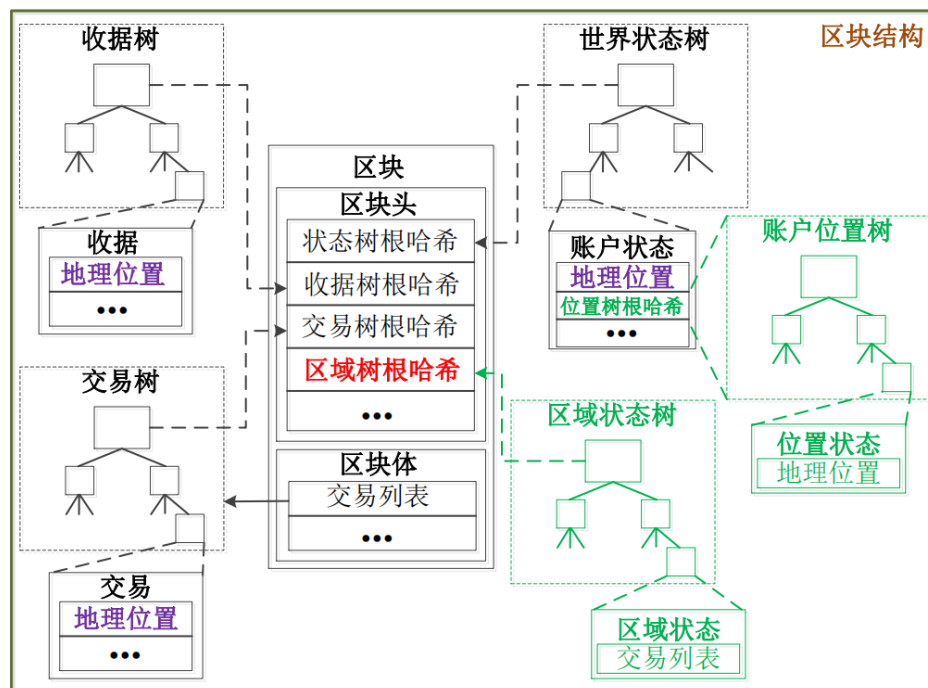 区块结构
收据树
收据
地理位置
•••
交易树
交易
地理位置
•••
区块
区块头
状态树根哈希
收据树根哈希
交易树根哈希
区域树根哈希
•••
区块体
交易列表
•••
世界状态树
账户状态
地理位置
位置树根哈希
•••
账户位置树
位置状态
地理位置
区域状态树
区域状态
交易列表